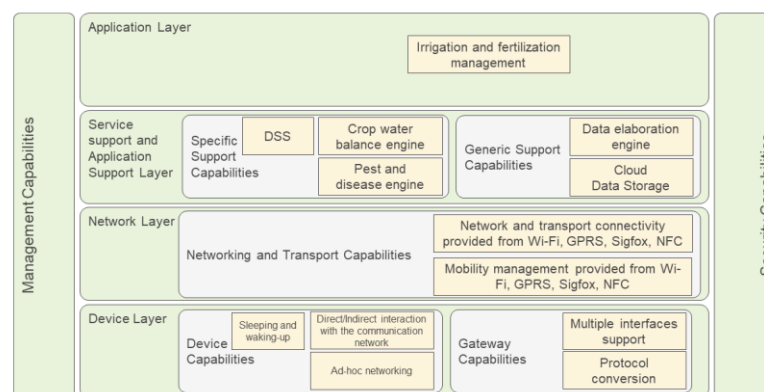 Application Layer
Irrigation and fertilization
management
Management Capabilities
Service
support and
Application
Support Layer
Specific
Support
Capabilities
DSS
Crop water
balance engine
Pest and
disease engine
Generic Support
Capabilities
Data elaboration
engine
Cloud
Data Storage
Network Layer
Networking and Transport Capabilities
Network and transport connectivity
provided from Wi-Fi, GPRS, Sigfox, NFC
Mobility management provided from Wi-
Fi, GPRS, Sigfox, NFC
Device Layer
Device
Capabilities
Sleeping and
waking-up
Direct/Indirect interaction
with the communication
network
Ad-hoc networking
Gateway
Capabilities
Multiple interfaces
support
Protocol
conversion